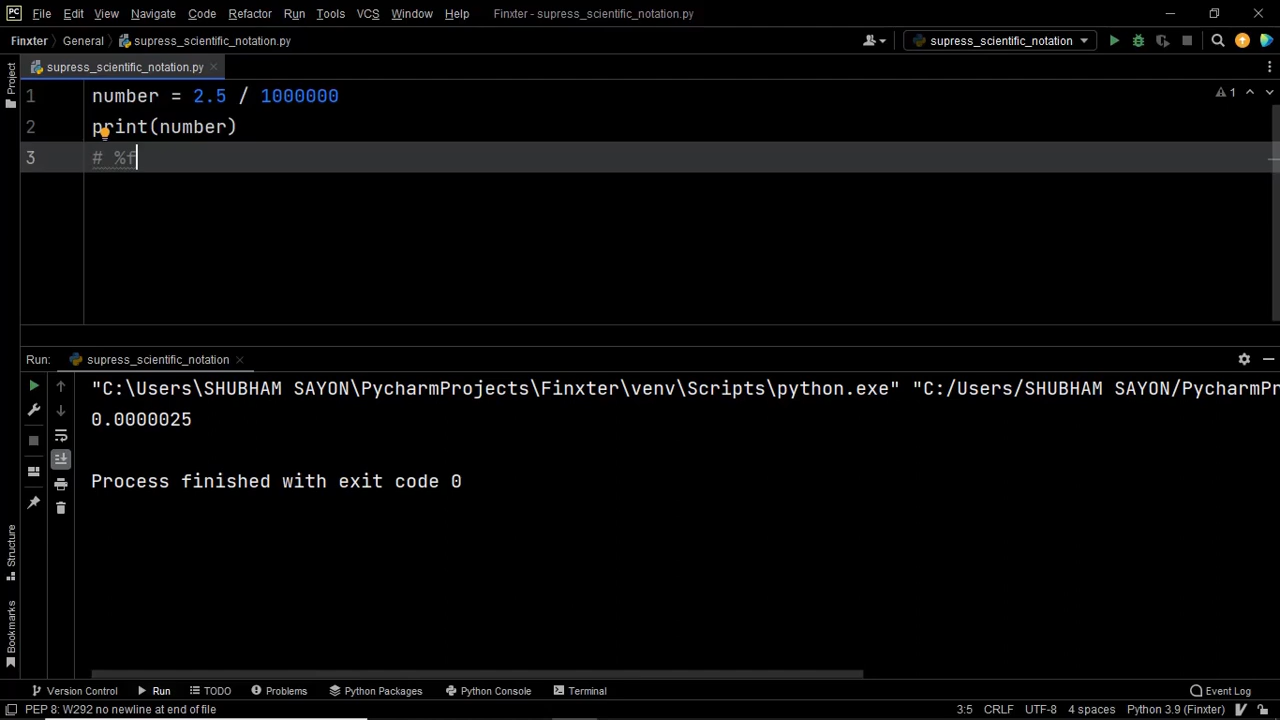 PC File Edit View Navigate Code Refactor Run Tools VCS Window Help Finxter - supress_scientific_notation.py
Finxter General supress_scientific_notation.py supress_scientific_notation
Project supress_scientific_notation.py
1 number = 2.5 / 1000000 1
2 print(number)
3 # %f
Run: supress_scientific_notation
"C:\Users\SHUBHAM SAYON\PycharmProjects\Finxter\venv\Scripts\python.exe" "C:/Users/SHUBHAM SAYON/PycharmPr
0.0000025
Process finished with exit code 0
Structure
Bookmarks
Version Control Run TODO Problems Python Packages Python Console Terminal Event Log
PEP 8: W292 no newline at end of file 3:5 CRLF UTF-8 4 spaces Python 3.9 (Finxter)